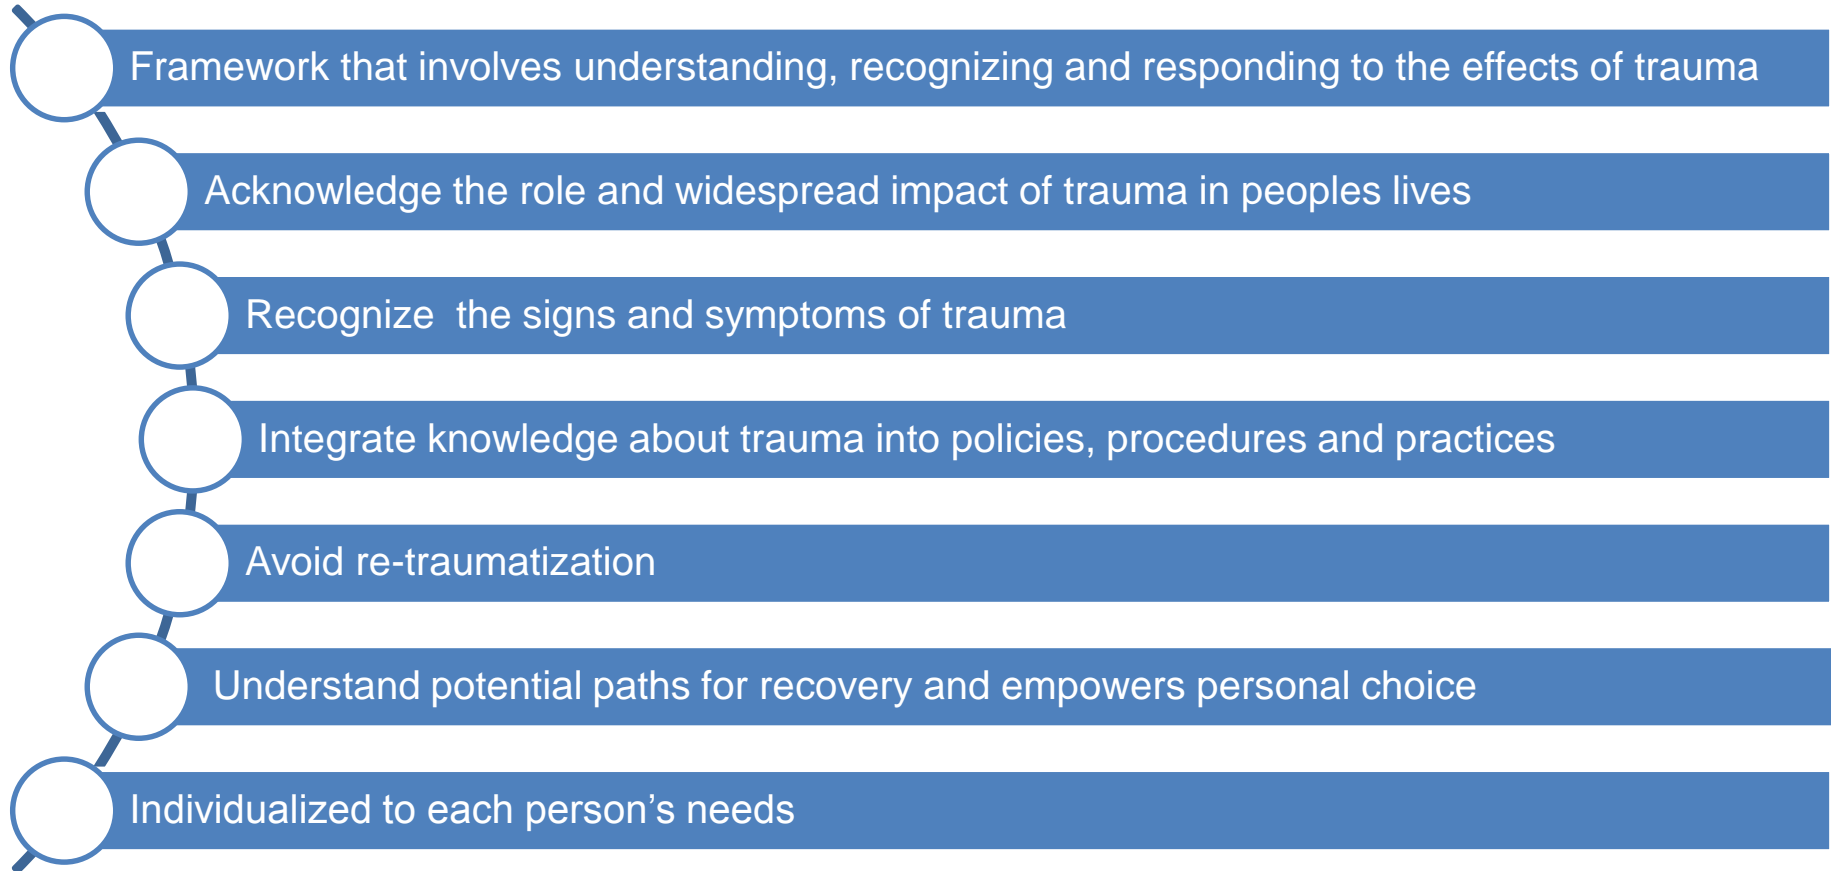 Framework that involves understanding, recognizing and responding to the effects of trauma
Acknowledge the role and widespread impact of trauma in peoples lives
Recognize  the signs and symptoms of trauma
Integrate knowledge about trauma into policies, procedures and practices
Avoid re-traumatization
Understand potential paths for recovery and empowers personal choice
Individualized to each person’s needs